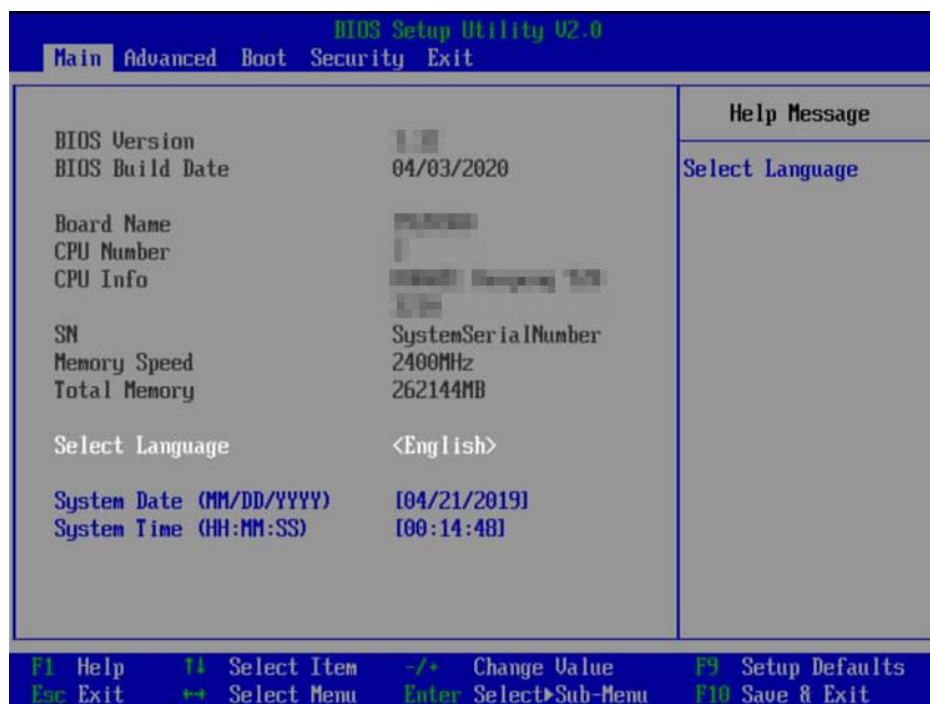 BIOS Setup Utility V2.0
Main Advanced Boot Security Exit
Help Message
Select Language
BIOS Version
BIOS Build Date 04/03/2020
Board Name
CPU Number
CPU Info
SN SystemSerialNumber
Memory Speed 2400MHz
Total Memory 262144MB
Select Language <English>
System Date (MM/DD/YYYY) [04/21/2019]
System Time (HH:MM:SS) [00:14:48]
F1 Help ↑↓ Select Item -/+ Change Value F9 Setup Defaults
Esc Exit ↔ Select Menu Enter Select▶Sub-Menu F10 Save & Exit